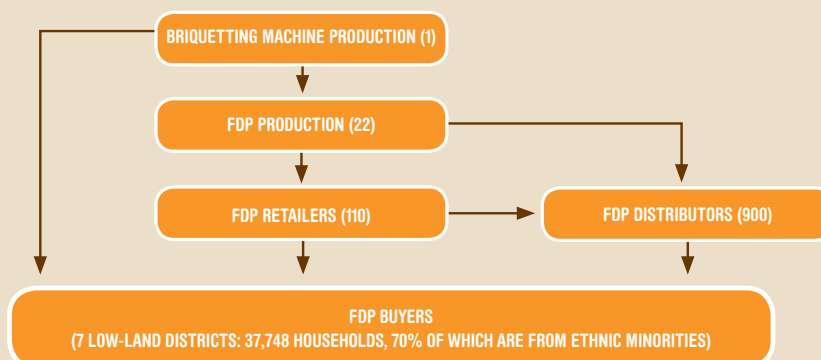 BRIQUETTING MACHINE PRODUCTION (1)
FDP PRODUCTION (22)
FDP RETAILERS (110)
FDP DISTRIBUTORS (900)
FDP BUYERS
(7 LOW-LAND DISTRICTS: 37,748 HOUSEHOLDS, 70% OF WHICH ARE FROM ETHNIC MINORITIES)